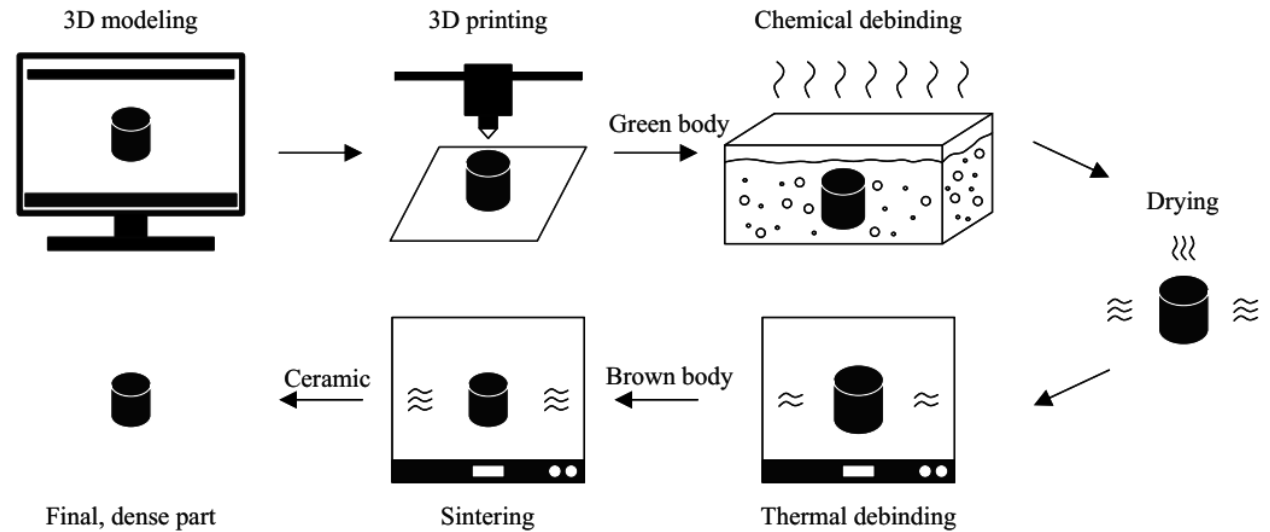 3D modeling
3D printing
Chemical debinding
Green body
Drying
Brown body
Ceramic
Final, dense part
Sintering
Thermal debinding